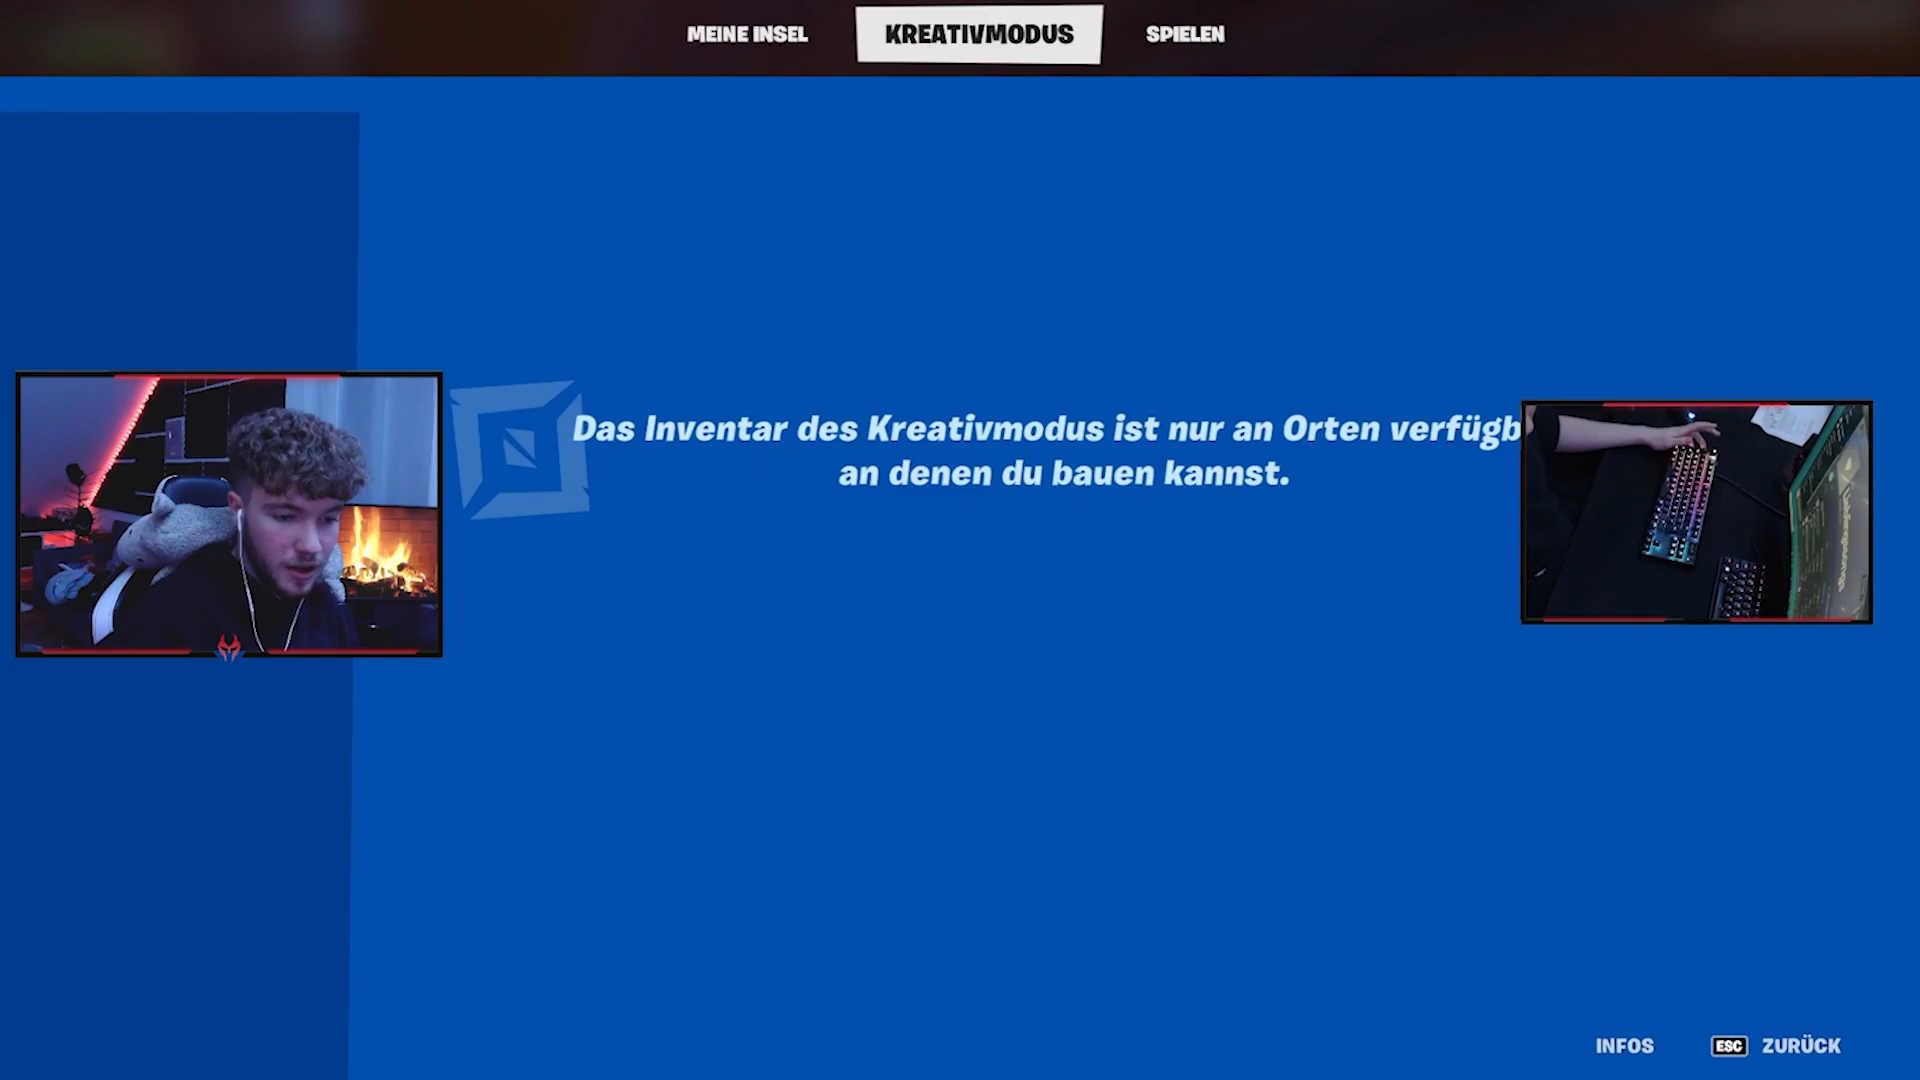 MEINE INSEL
KREATIVMODUS
SPIELEN
Das Inventar des Kreativmodus ist nur an Orten verfügb
an denen du bauen kannst.
INFOS
ESC ZURÜCK